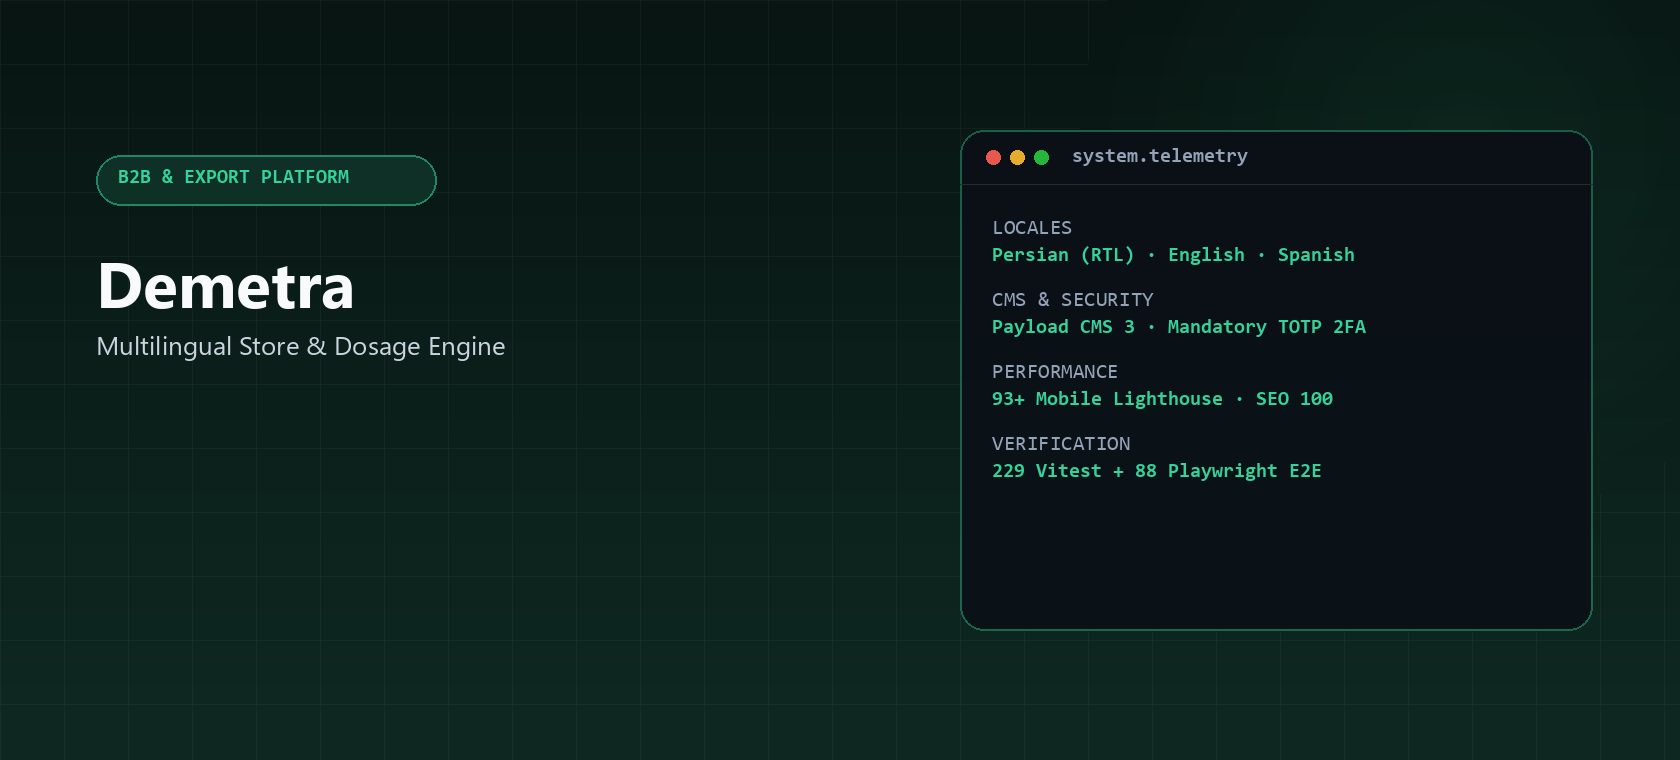 B2B & EXPORT PLATFORM
Demetra
Multilingual Store & Dosage Engine
system.telemetry
LOCALES
Persian (RTL) · English · Spanish
CMS & SECURITY
Payload CMS 3 · Mandatory TOTP 2FA
PERFORMANCE
93+ Mobile Lighthouse · SEO 100
VERIFICATION
229 Vitest + 88 Playwright E2E